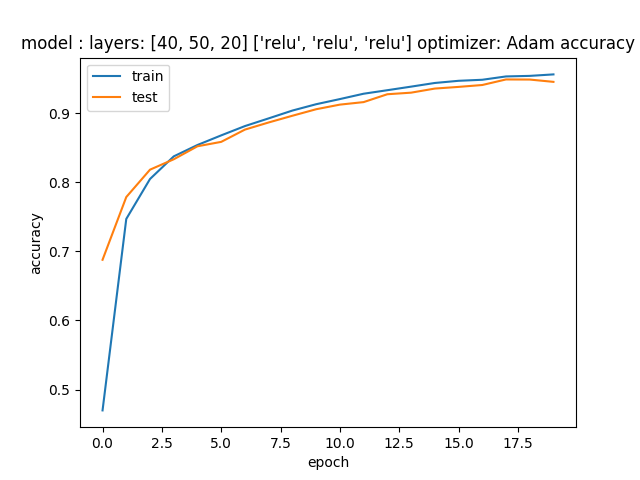 model : layers: [40, 50, 20] ['relu', 'relu', 'relu'] optimizer: Adam accuracy
train
test
0.9
0.8
0.7
0.6
0.5
accuracy
0.0 2.5 5.0 7.5 10.0 12.5 15.0 17.5
epoch